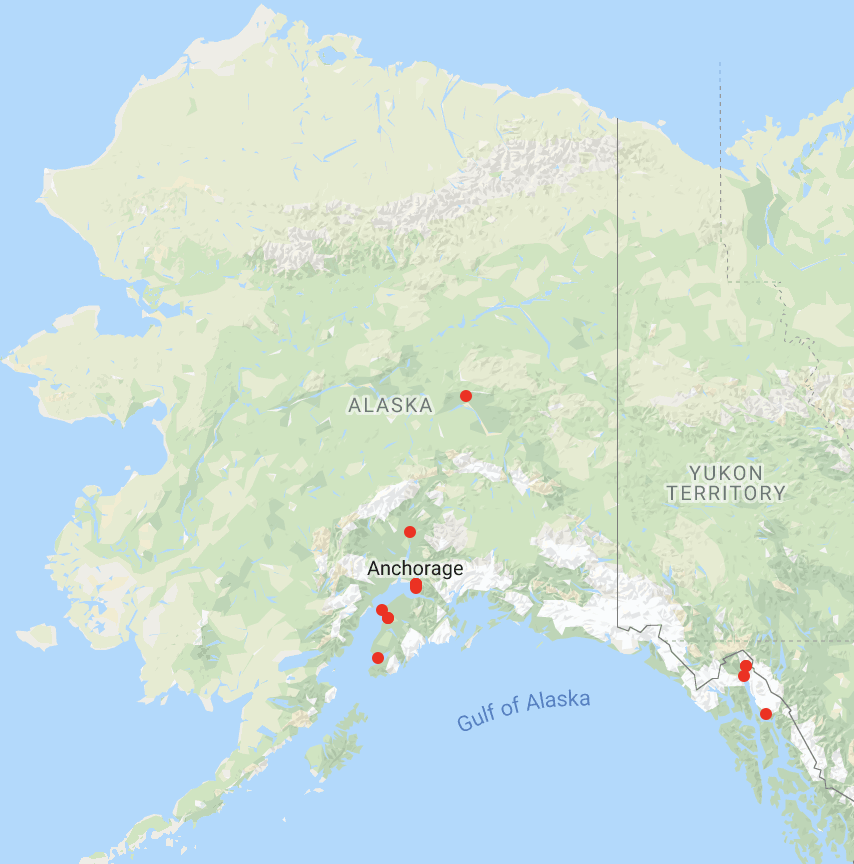 ALASKA
YUKON
TERRITORY
Anchorage
Gulf of Alaska